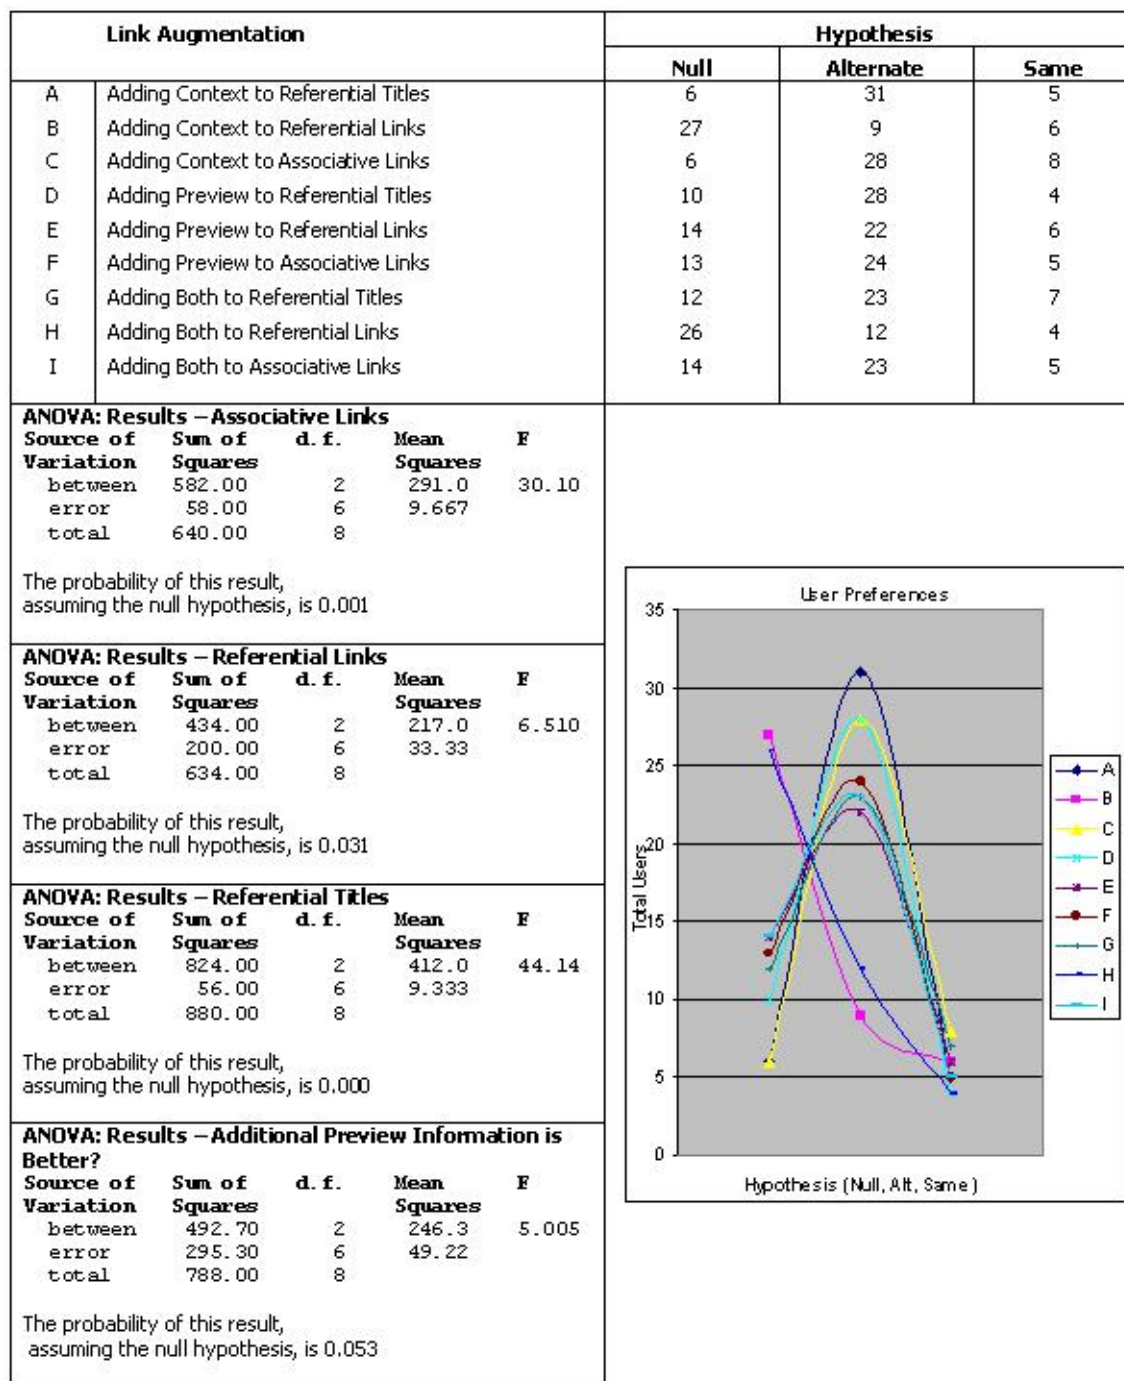 Link Augmentation Hypothesis
Null Alternate Same
A Adding Context to Referential Titles 6 31 5
B Adding Context to Referential Links 27 9 6
C Adding Context to Associative Links 6 28 8
D Adding Preview to Referential Titles 10 28 4
E Adding Preview to Referential Links 14 22 6
F Adding Preview to Associative Links 13 24 5
G Adding Both to Referential Titles 12 23 7
H Adding Both to Referential Links 26 12 4
I Adding Both to Associative Links 14 23 5
ANOVA: Results – Associative Links
Source of Sum of d.f. Mean F
Variation Squares Squares
between 582.00 2 291.0 30.10
error 58.00 6 9.667
total 640.00 8
The probability of this result,
assuming the null hypothesis, is 0.001
ANOVA: Results – Referential Links
Source of Sum of d.f. Mean F
Variation Squares Squares
between 434.00 2 217.0 6.510
error 200.00 6 33.33
total 634.00 8
The probability of this result,
assuming the null hypothesis, is 0.031
ANOVA: Results – Referential Titles
Source of Sum of d.f. Mean F
Variation Squares Squares
between 824.00 2 412.0 44.14
error 56.00 6 9.333
total 880.00 8
The probability of this result,
assuming the null hypothesis, is 0.000
ANOVA: Results – Additional Preview Information is
Better?
Source of Sum of d.f. Mean F
Variation Squares Squares
between 492.70 2 246.3 5.005
error 295.30 6 49.22
total 788.00 8
The probability of this result,
assuming the null hypothesis, is 0.053
User Preferences
35
30
25
20
15
10
5
0
Total Users
Hypothesis (Null, Alt, Same)
A
B
C
D
E
F
G
H
I